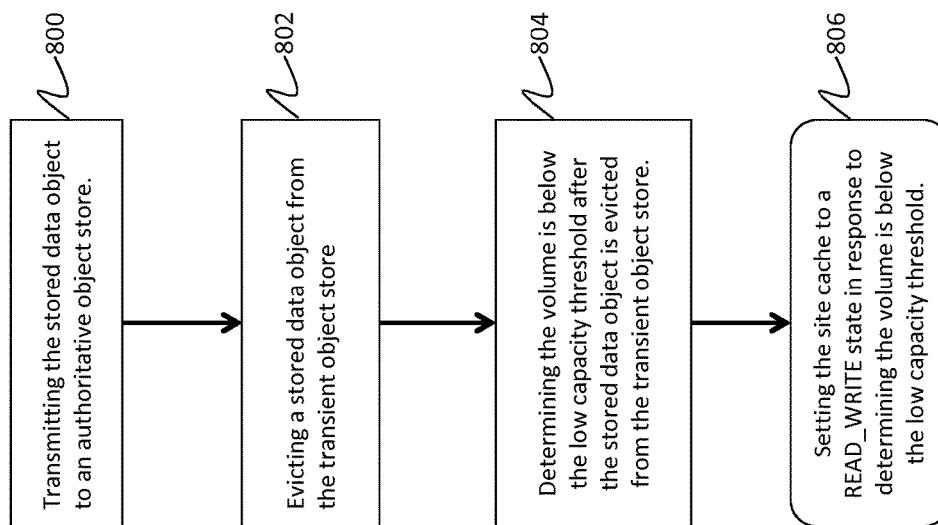 Transmitting the stored data object
to an authoritative object store.
800
Evicting a stored data object from
the transient object store
802
Determining the volume is below
the low capacity threshold after
the stored data object is evicted
from the transient object store.
804
Setting the site cache to a
READ_WRITE state in response to
determining the volume is below
the low capacity threshold.
806